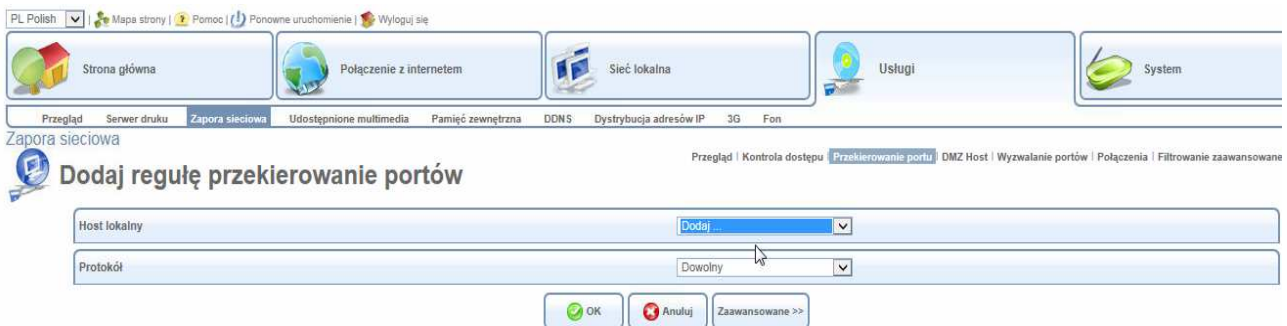 PL Polish | Mapa strony | Pomoc | Ponowne uruchomienie | Wyloguj się
Strona główna Połączenie z internetem Sieć lokalna Usługi System
Przegląd Serwer druku Zapora sieciowa Udostępnione multimedia Pamięć zewnętrzna DDNS Dystrybucja adresów IP 3G Fon
Zapora sieciowa
Przegląd | Kontrola dostępu | Przekierowanie portu | DMZ Host | Wyzwalanie portów | Połączenia | Filtrowanie zaawansowane
Dodaj regułę przekierowanie portów
Host lokalny Dodaj ...
Protokół Dowolny
OK Anuluj Zaawansowane >>